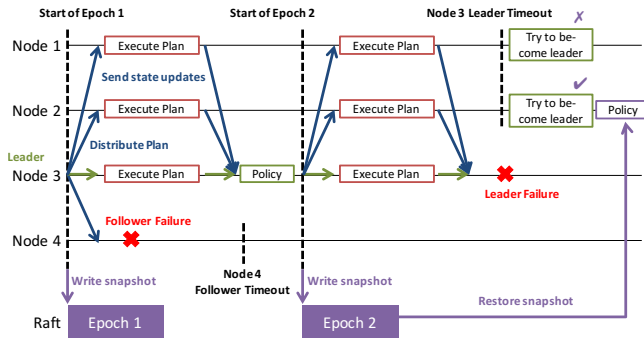 Start of Epoch 1
Start of Epoch 2
Node 3 Leader Timeout
✗
Node 1
Execute Plan
Execute Plan
Try to be-
come leader
Send state updates
✓
Node 2
Execute Plan
Execute Plan
Try to be-
come leader
Policy
Distribute Plan
Leader
Node 3
Execute Plan
Policy
Execute Plan
Leader Failure
Follower Failure
Node 4
Node 4
Follower Timeout
Write snapshot
Write snapshot
Restore snapshot
Raft
Epoch 1
Epoch 2